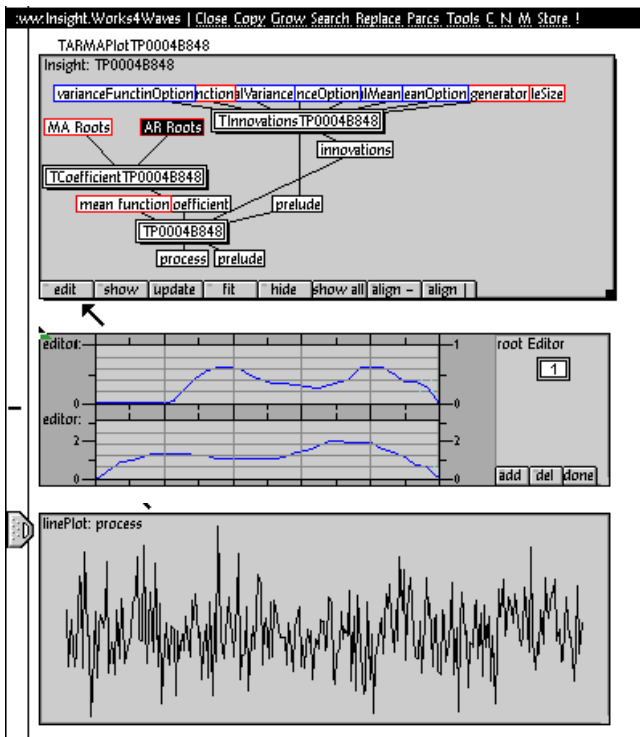 :ww.Insight.Works4Waves | Close Copy Grow Search Replace Parcs Tools C N M Store !
TARMAPlotTP0004B848
Insight: TP0004B848
varianceFunctinOption nction alVariance nceOption lMean eanOption generator leSize
MA Roots AR Roots TInnovationsTP0004B848
innovations
TCoefficientTP0004B848
mean function oefficient prelude
TP0004B848
process prelude
edit show update fit hide show all align - align |
editor: 1 root Editor
1
0 0
editor:
2 2
0 0 add del done
linePlot: process